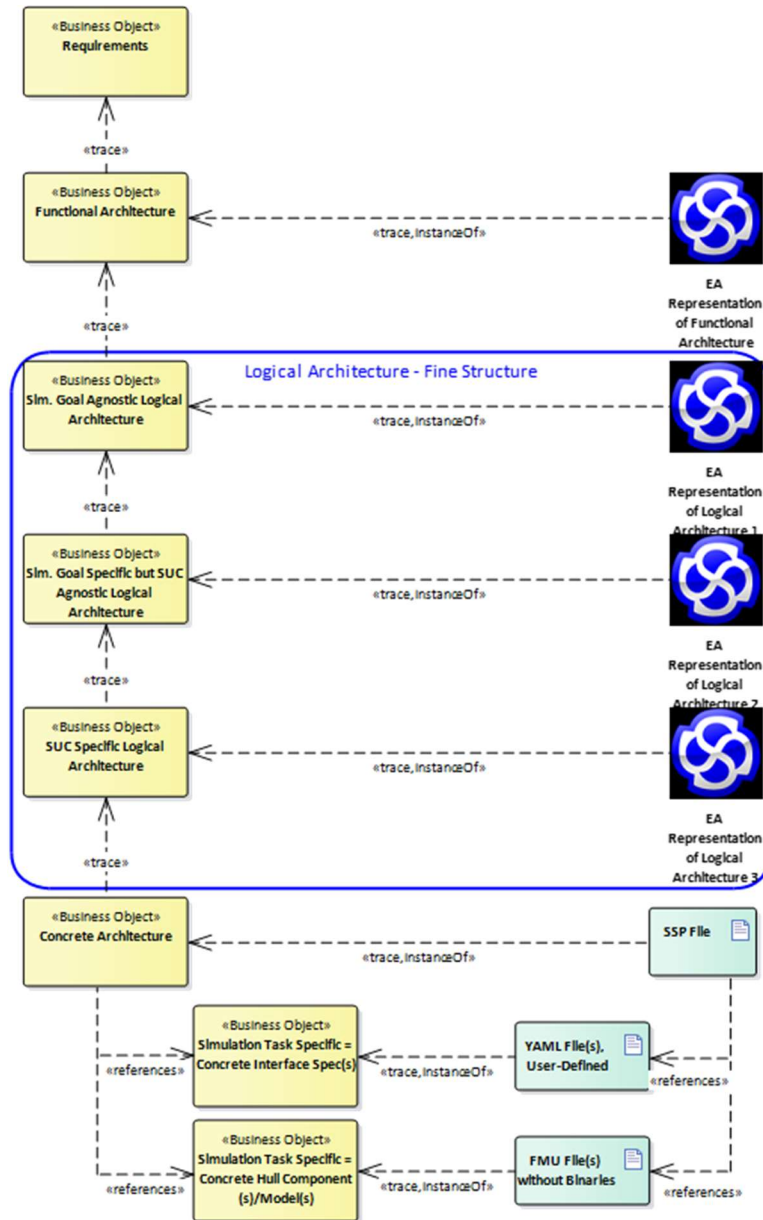 «Business Object»
Requirements
«trace»
«Business Object»
Functional Architecture
«trace,instanceOf»
EA
Representation
of Functional
Architecture
«trace»
Logical Architecture - Fine Structure
«Business Object»
Sim. Goal Agnostic Logical
Architecture
«trace,instanceOf»
EA
Representation
of Logical
Architecture 1
«trace»
«Business Object»
Sim. Goal Specific but SUC
Agnostic Logical
Architecture
«trace,instanceOf»
EA
Representation
of Logical
Architecture 2
«trace»
«Business Object»
SUC Specific Logical
Architecture
«trace,instanceOf»
EA
Representation
of Logical
Architecture 3
«trace»
«Business Object»
Concrete Architecture
«trace,instanceOf»
SSP File
«Business Object»
Simulation Task Specific =
Concrete Interface Spec(s)
«references»
«trace,instanceOf»
YAML File(s),
User-Defined
«references»
«Business Object»
Simulation Task Specific =
Concrete Hull Component
(s)/Model(s)
«references»
«trace,instanceOf»
FMU File(s)
without Binaries
«references»